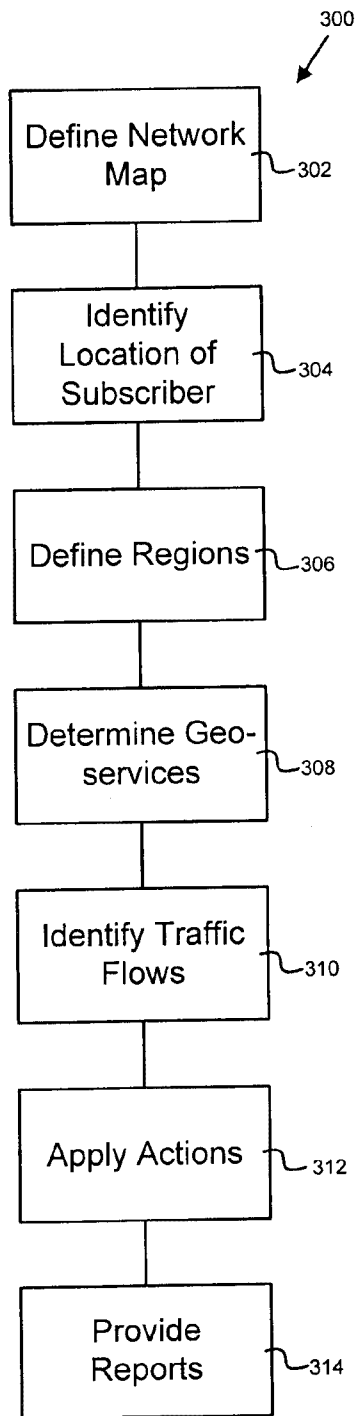 300
Define Network
Map
302
Identify
Location of
Subscriber
304
Define Regions
306
Determine Geo-
services
308
Identify Traffic
Flows
310
Apply Actions
312
Provide
Reports
314